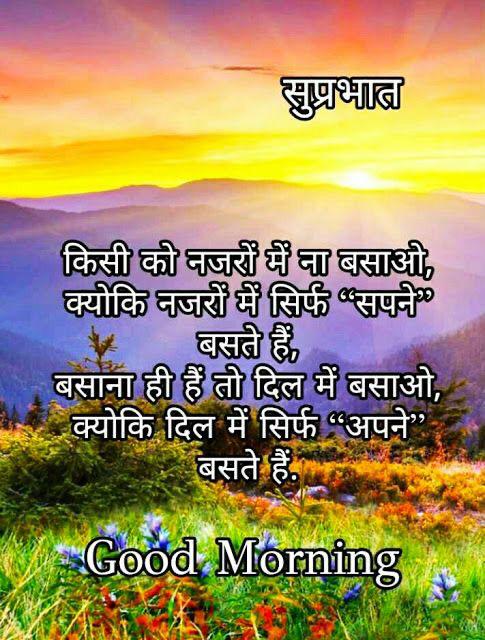 सुप्रभात
किसी को नजरों में ना बसाओ,
क्योकि नजरों में सिर्फ “सपने”
बसते हैं,
बसाना ही हैं तो दिल में बसाओ,
क्योकि दिल में सिर्फ “अपने”
बसते हैं.
Good Morning